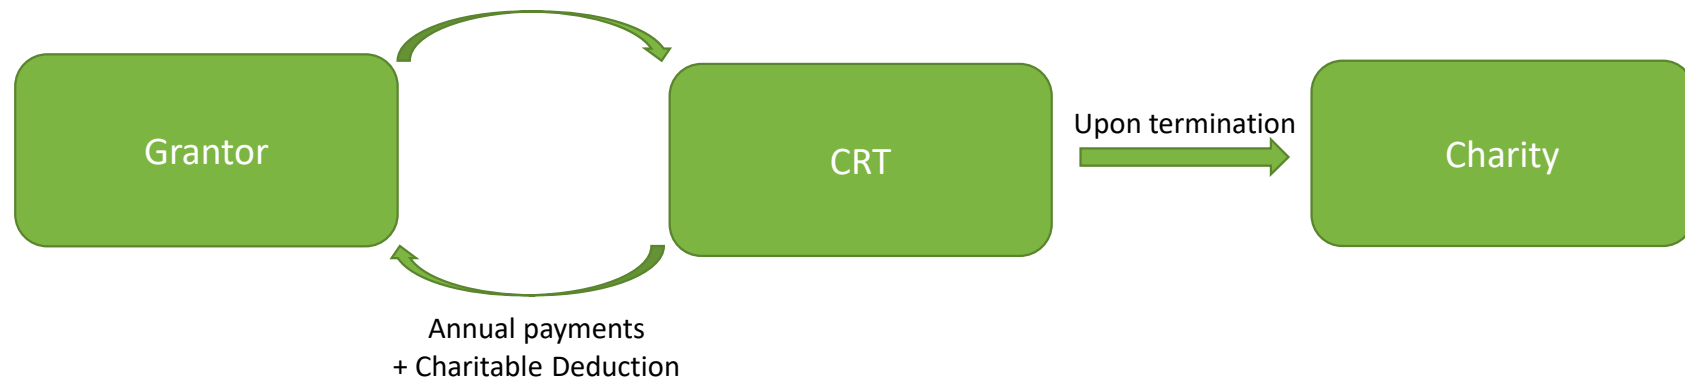 Grantor
CRT
Upon termination
Charity
Annual payments
+ Charitable Deduction